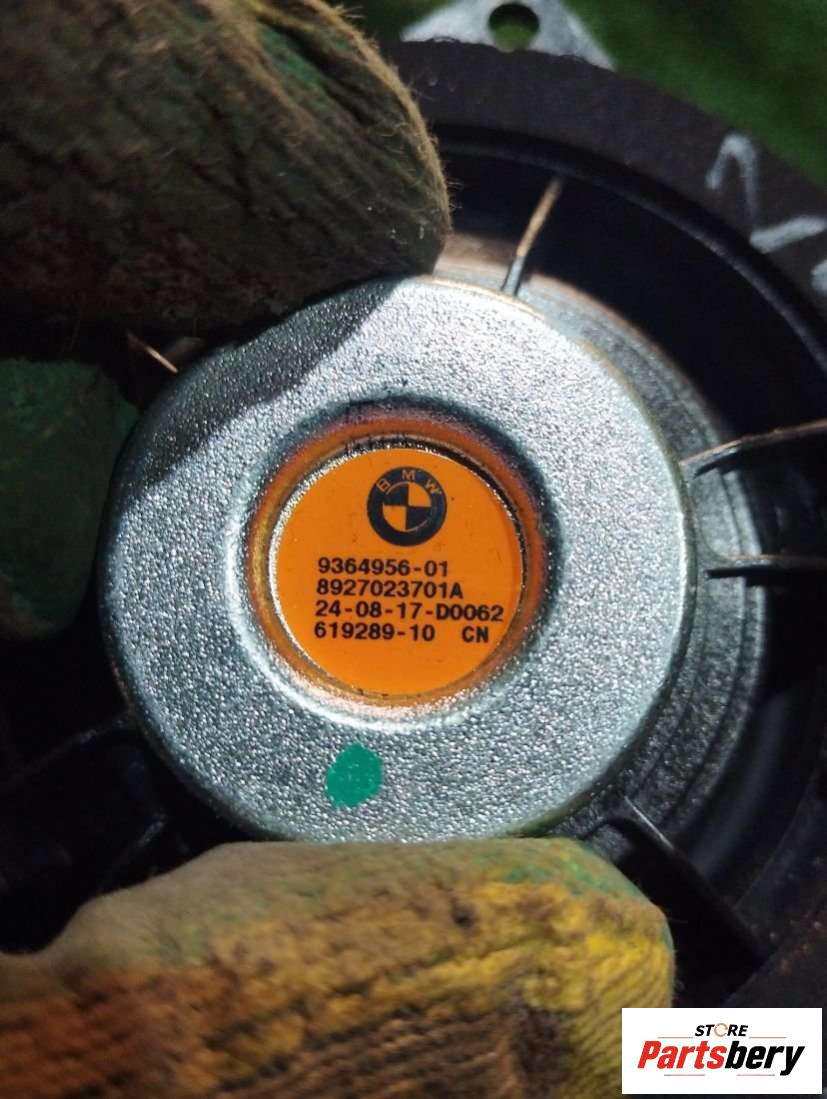 BMW
9364956-01
8927023701A
24-08-17-D0062
619289-10 CN
STORE
Partsbery